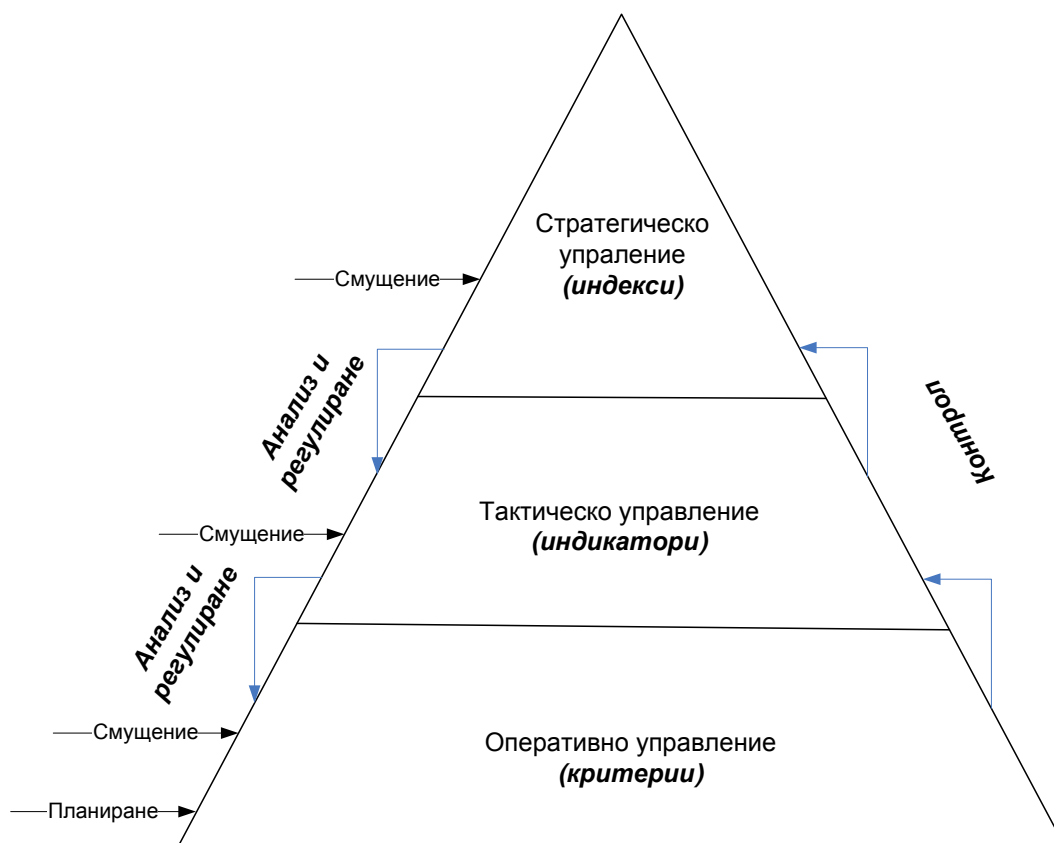 Стратегическо
упраление
(индекси)
Смущение
Анализ и
регулиране
Контрол
Тактическо управление
(индикатори)
Смущение
Анализ и
регулиране
Смущение
Оперативно управление
(критерии)
Планиране